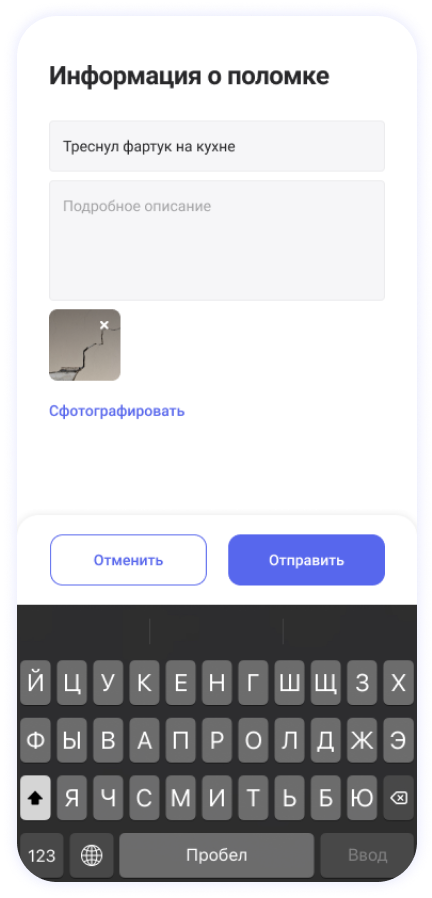 Информация о поломке
Треснул фартук на кухне
Подробное описание
Сфотографировать
Отменить Отправить
Й Ц У К Е Н Г Ш Щ З Х
Ф Ы В А П Р О Л Д Ж Э
Я Ч С М И Т Ь Б Ю
123 Пробел Ввод